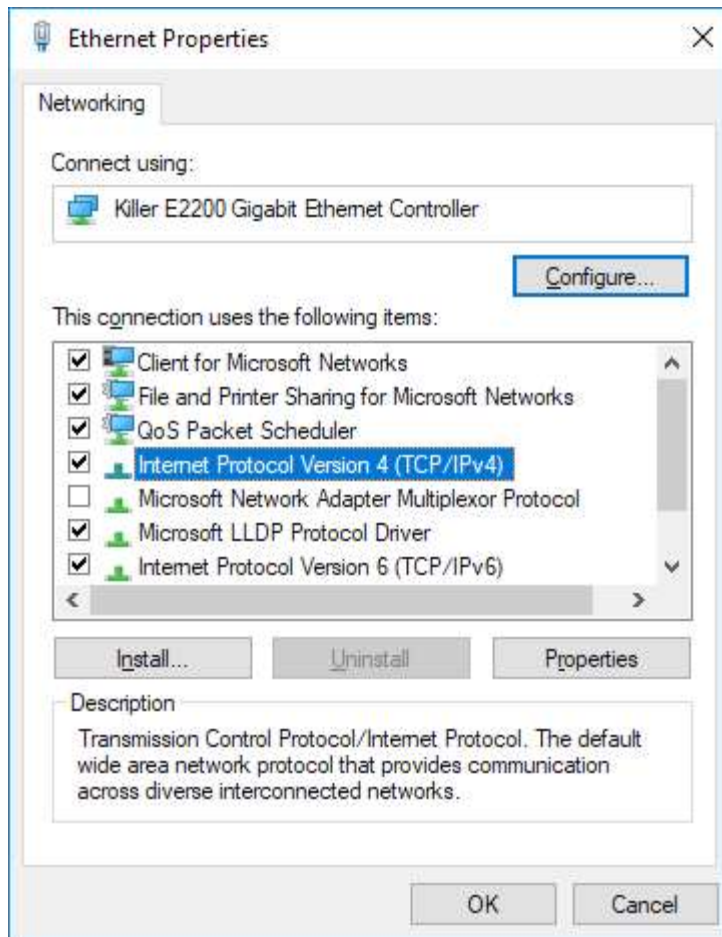 Ethernet Properties
Networking
Connect using:
Killer E2200 Gigabit Ethernet Controller
Configure...
This connection uses the following items:
Client for Microsoft Networks
File and Printer Sharing for Microsoft Networks
QoS Packet Scheduler
Internet Protocol Version 4 (TCP/IPv4)
Microsoft Network Adapter Multiplexor Protocol
Microsoft LLDP Protocol Driver
Internet Protocol Version 6 (TCP/IPv6)
Install... Uninstall Properties
Description
Transmission Control Protocol/Internet Protocol. The default
wide area network protocol that provides communication
across diverse interconnected networks.
OK Cancel